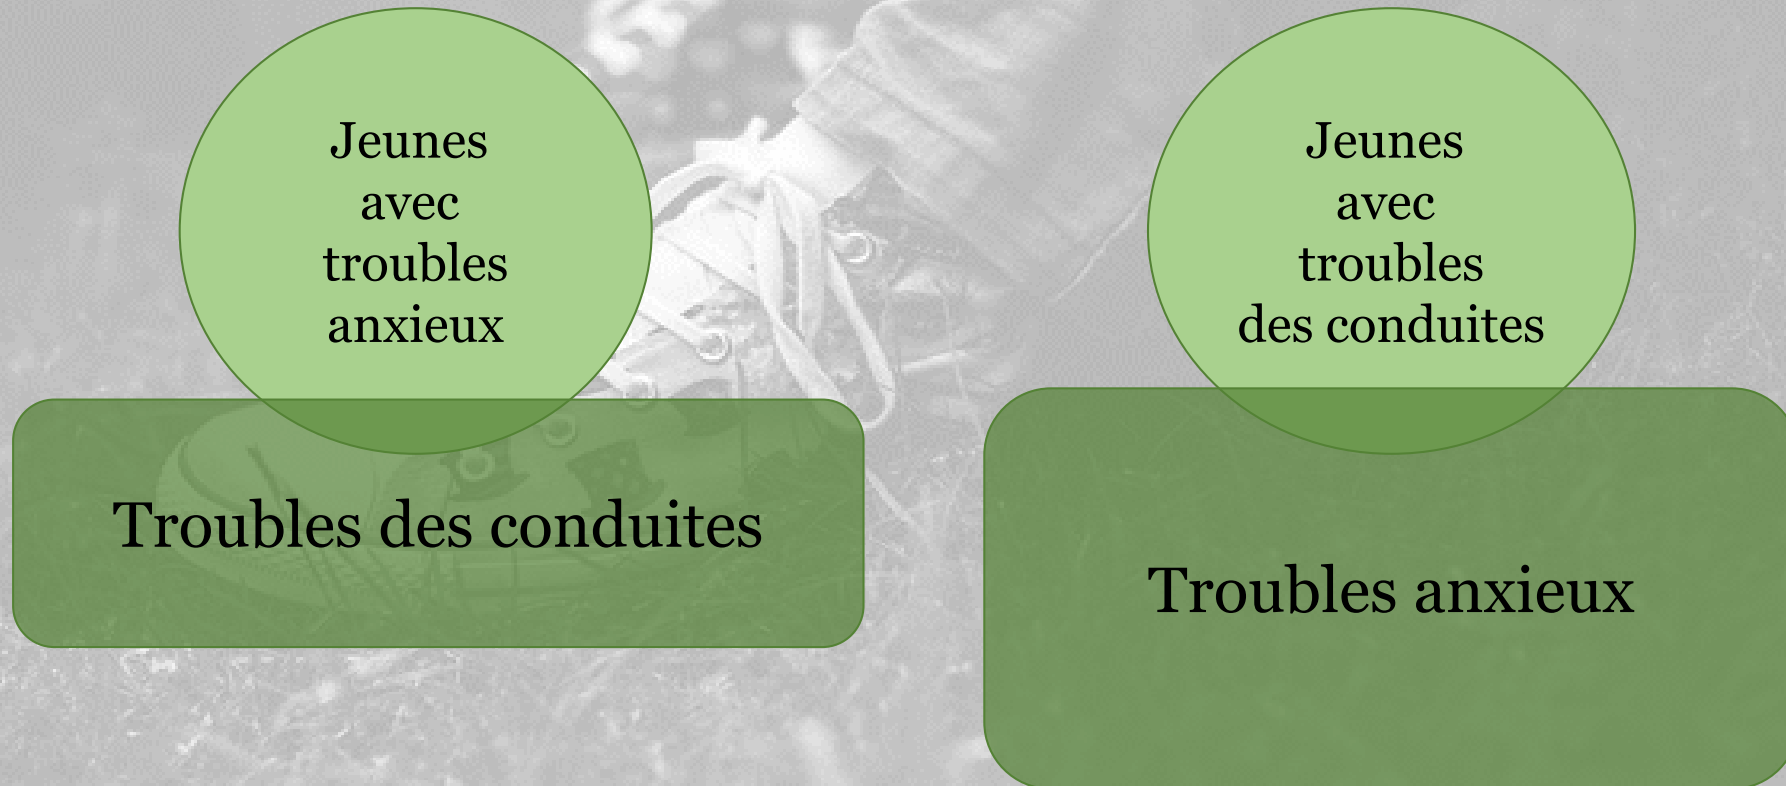 Jeunes
avec
troubles
anxieux
Troubles des conduites
Jeunes
avec
troubles
des conduites
Troubles anxieux